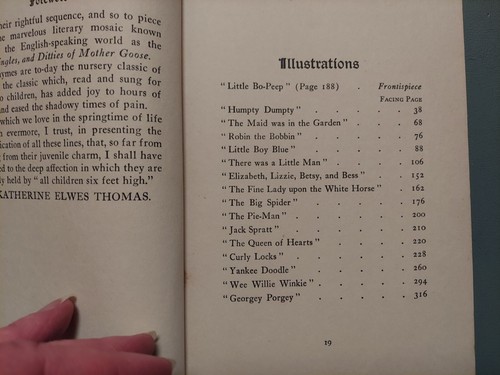 Foreword
heir rightful sequence, and so to piece
marvelous literary mosaic known
the English-speaking world as the
ingles, and Ditties of Mother Goose.
ymes are to-day the nursery classic of
the classic which, read and sung for
o children, has added joy to hours of
and eased the shadowy times of pain.
which we love in the springtime of life
n evermore, I trust, in presenting the
ication of all these lines, that, so far from
g from their juvenile charm, I shall have
ed to the deep affection in which they are
ly held by "all children six feet high."
KATHERINE ELWES THOMAS.
Illustrations
"Little Bo-Peep" (Page 188) . Frontispiece
FACING PAGE
"Humpty Dumpty" . . . . . 38
"The Maid was in the Garden" . . . 68
"Robin the Bobbin" . . . . 76
"Little Boy Blue" . . . . . 88
"There was a Little Man" . . . . 106
"Elizabeth, Lizzie, Betsy, and Bess" . . 152
"The Fine Lady upon the White Horse" . 162
"The Big Spider" . . . . . 176
"The Pie-Man" . . . . . 200
"Jack Spratt" . . . . . 210
"The Queen of Hearts" . . . . 220
"Curly Locks" . . . . . 228
"Yankee Doodle" . . . . . 260
"Wee Willie Winkie" . . . . . 294
"Georgey Porgey" . . . . . 316
19